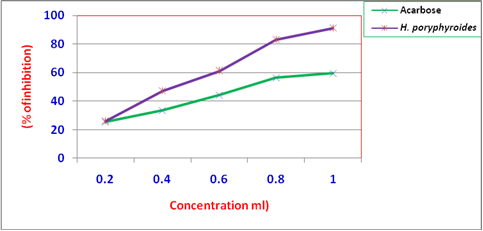 Acarbose
H. poryphyroides
100
80
60
40
20
0
(% ofinhibition)
0.2 0.4 0.6 0.8 1
Concentration ml)